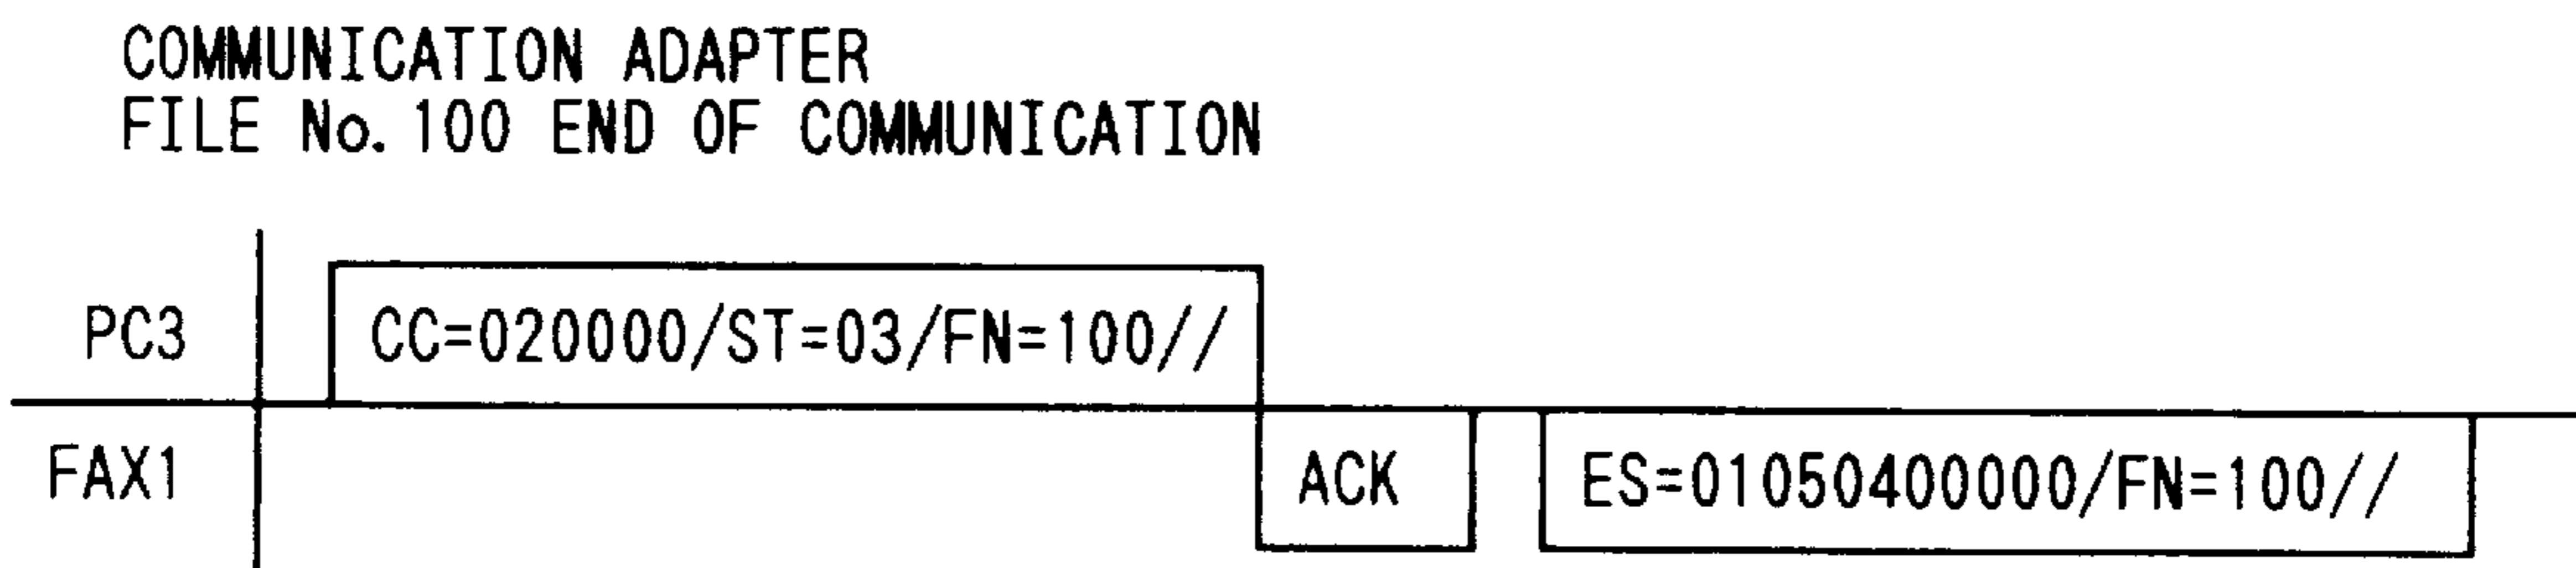 COMMUNICATION ADAPTER
FILE No. 100 END OF COMMUNICATION
PC3 CC=020000/ST=03/FN=100//
FAX1 ACK ES=01050400000/FN=100//